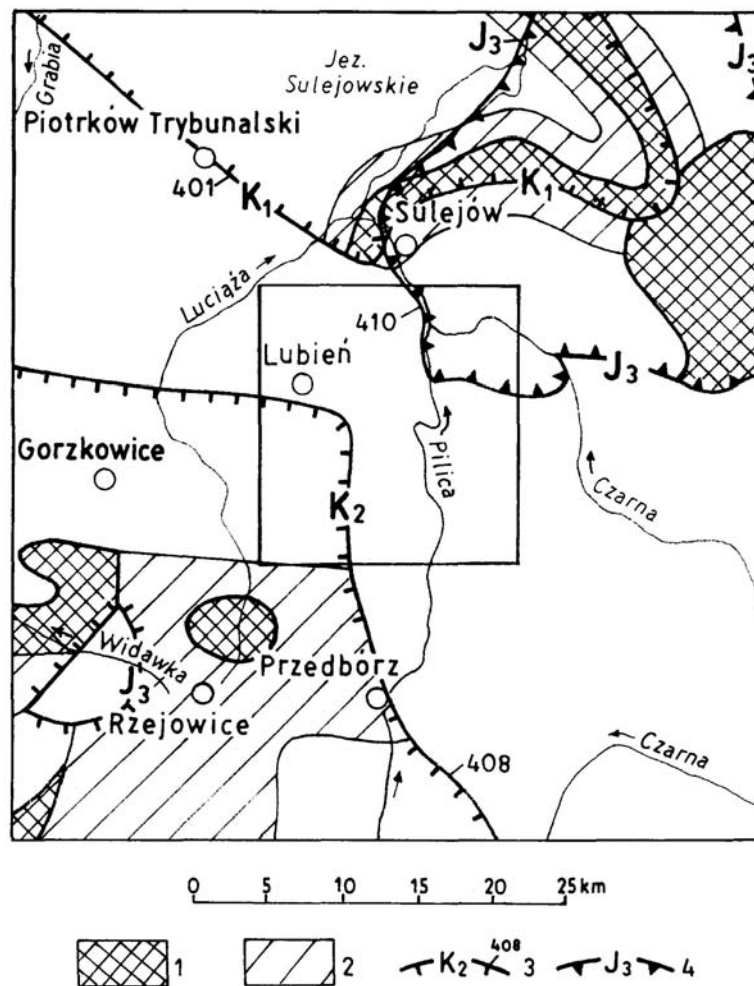 J₃
J₃
Jez.
Sulejowskie
Grabia
Piotrków Trybunalski
401
K₁
K₁
Sulejów
Luciąża
410
Lubień
J₃
Gorzkowice
Pilica
K₂
Czarna
Widawka
Przedbórz
J₃
Rzejowice
408
Czarna
0 5 10 15 20 25 km
1 2 K₂ 408 3 J₃ 4